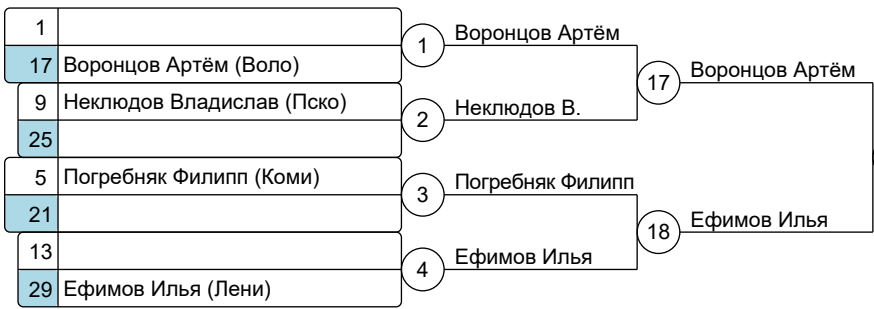 1
17 Воронцов Артём (Воло)
9 Неклюдов Владислав (Пско)
25
5 Погребняк Филипп (Коми)
21
13
29 Ефимов Илья (Лени)
1 Воронцов Артём
2 Неклюдов В.
3 Погребняк Филипп
4 Ефимов Илья
17 Воронцов Артём
18 Ефимов Илья